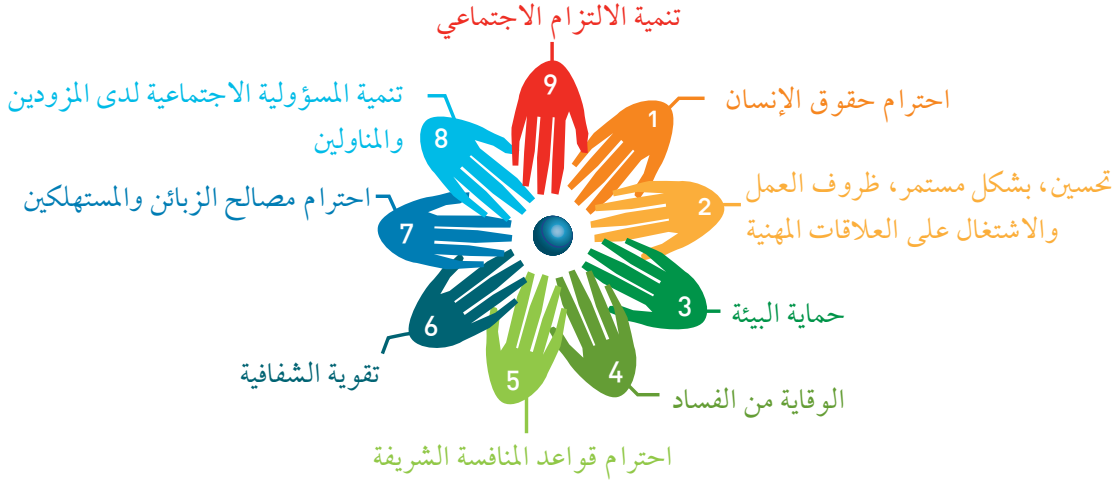 9
تنمية الالتزام الاجتماعي
1
احترام حقوق الإنسان
2
تحسين، بشكل مستمر، ظروف العمل
والاشتغال على العلاقات المهنية
3
حماية البيئة
4
الوقاية من الفساد
5
احترام قواعد المنافسة الشريفة
6
تقوية الشفافية
7
احترام مصالح الزبائن والمستهلكين
8
تنمية المسؤولية الاجتماعية لدى المزودين
والمناولين